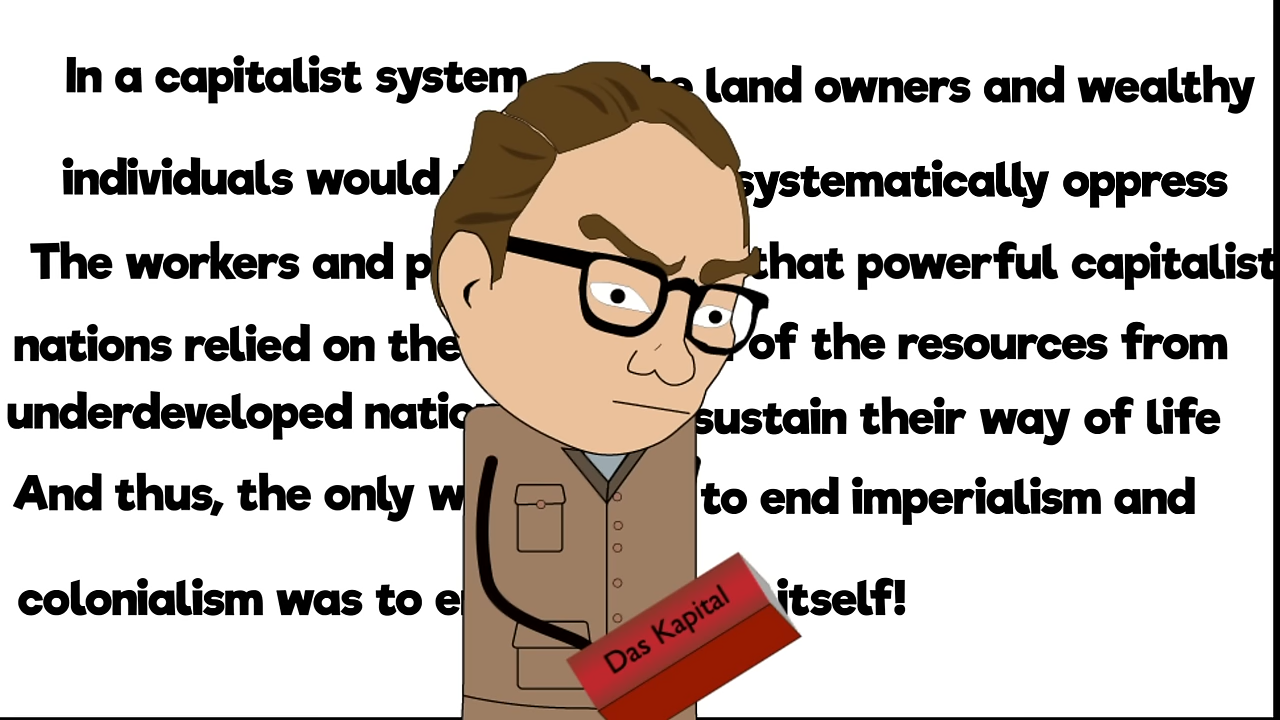 In a capitalist system land owners and wealthy
individuals would systematically oppress
The workers and that powerful capitalist
nations relied on the of the resources from
underdeveloped sustain their way of life
And thus, the only to end imperialism and
colonialism was to itself!
Das Kapital